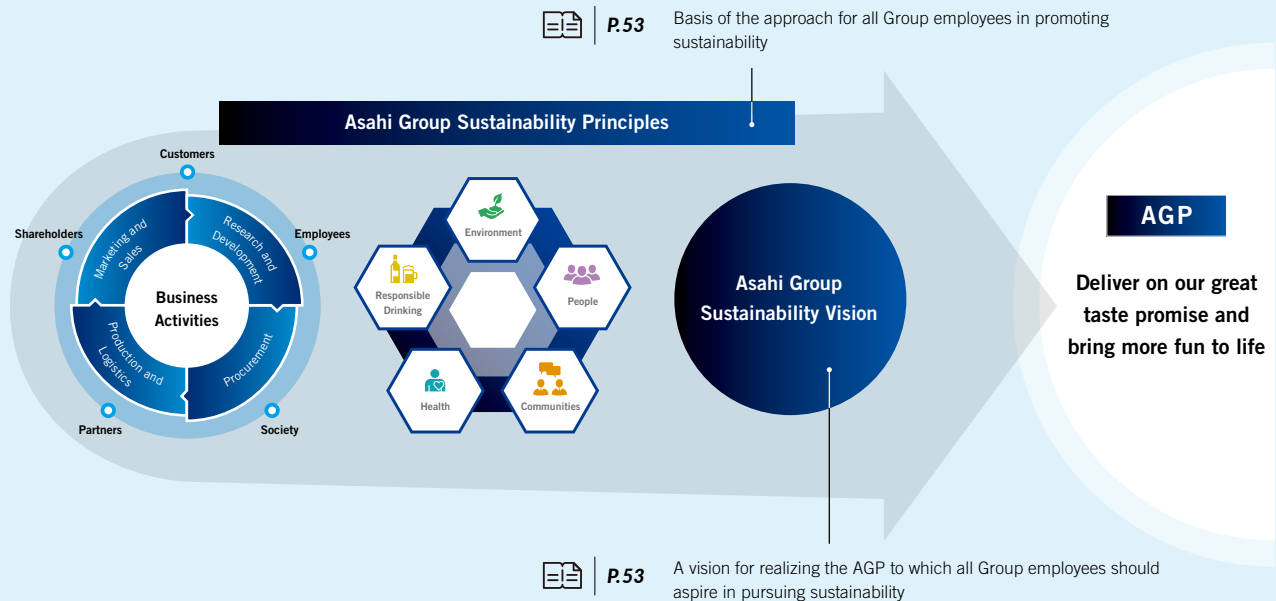 P.53
Basis of the approach for all Group employees in promoting
sustainability
Asahi Group Sustainability Principles
Customers
Shareholders
Employees
Partners
Society
Marketing and
Sales
Research and
Development
Production and
Logistics
Procurement
Business
Activities
Environment
Responsible
Drinking
People
Health
Communities
Asahi Group
Sustainability Vision
AGP
Deliver on our great
taste promise and
bring more fun to life
P.53
A vision for realizing the AGP to which all Group employees should
aspire in pursuing sustainability